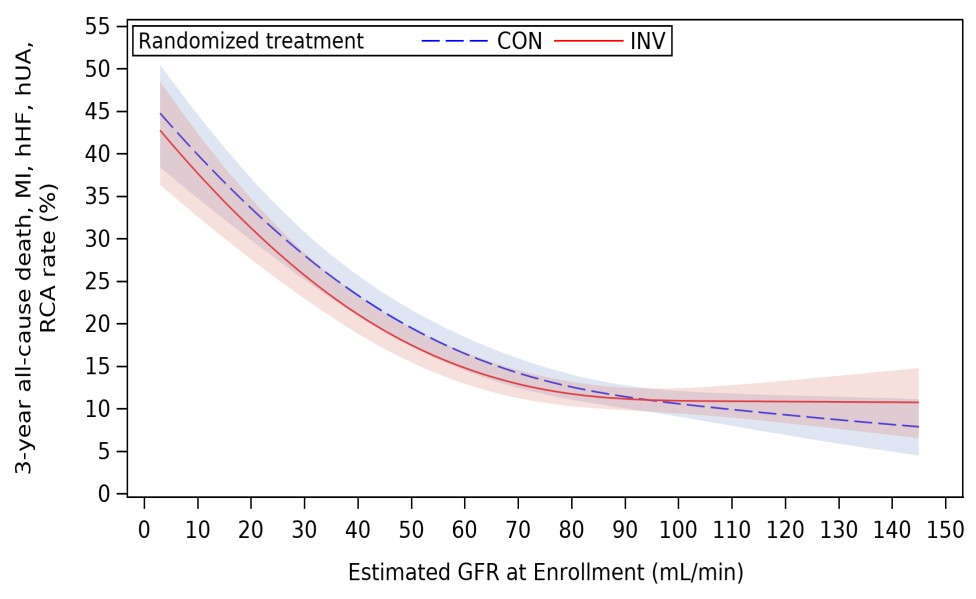 3-year all-cause death, MI, hHF, hUA,
RCA rate (%)
55
50
45
40
35
30
25
20
15
10
5
0
Randomized treatment CON INV
0 10 20 30 40 50 60 70 80 90 100 110 120 130 140 150
Estimated GFR at Enrollment (mL/min)